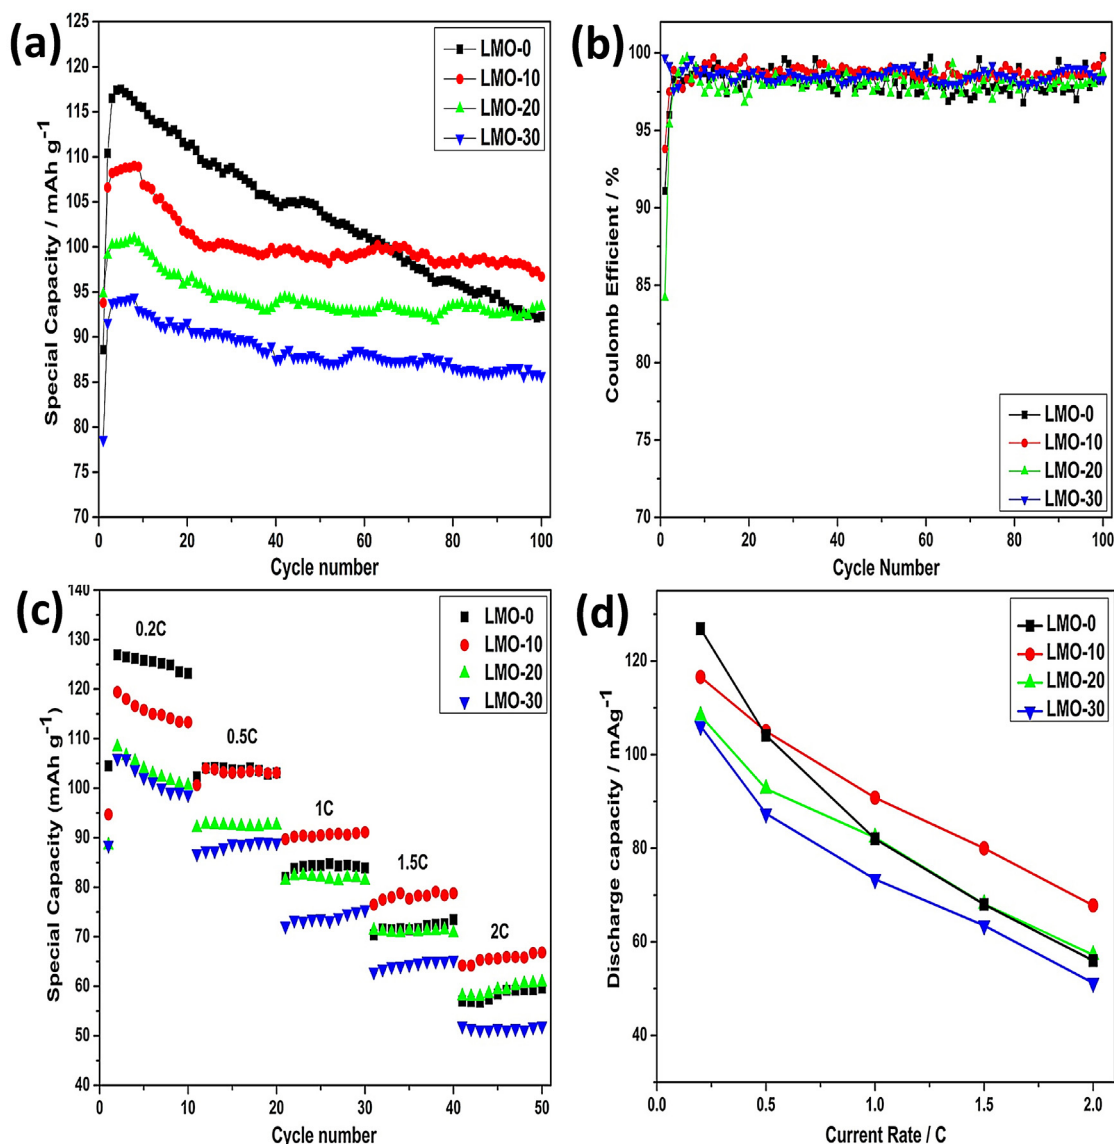 (a)
Special Capacity / mAh g⁻¹
125
120
115
110
105
100
95
90
85
80
75
70
0 20 40 60 80 100
Cycle number
LMO-0
LMO-10
LMO-20
LMO-30
(b)
Coulomb Efficient / %
100
95
90
85
80
75
70
0 20 40 60 80 100
Cycle Number
LMO-0
LMO-10
LMO-20
LMO-30
(c)
Special Capacity (mAh g⁻¹)
140
130
120
110
100
90
80
70
60
50
40
0 10 20 30 40 50
Cycle number
0.2C
0.5C
1C
1.5C
2C
LMO-0
LMO-10
LMO-20
LMO-30
(d)
Discharge capacity / mAg⁻¹
120
100
80
60
40
0.0 0.5 1.0 1.5 2.0
Current Rate / C
LMO-0
LMO-10
LMO-20
LMO-30